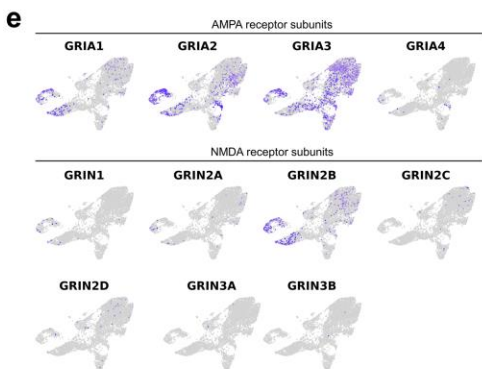 e
AMPA receptor subunits
GRIA1 GRIA2 GRIA3 GRIA4
NMDA receptor subunits
GRIN1 GRIN2A GRIN2B GRIN2C
GRIN2D GRIN3A GRIN3B